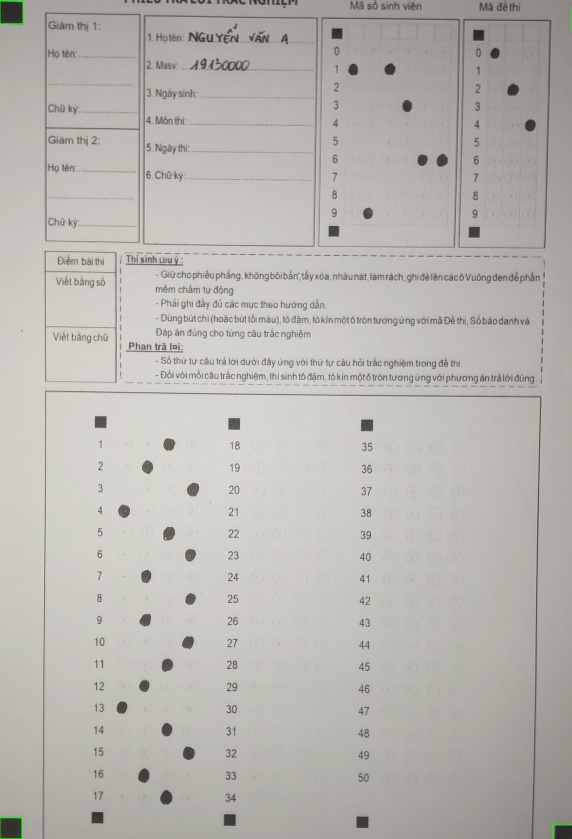 PHIẾU TRẢ LỜI TRẮC NGHIỆM
Giám thị 1:
Họ tên:
Chữ ký:
Giám thị 2:
Họ tên:
Chữ ký:
1. Họ tên: NGUYỄN VĂN A
2. Mssv: 19130000
3. Ngày sinh:
4. Môn thi:
5. Ngày thi:
6. Chữ ký:
Mã số sinh viên
0
1
2
3
4
5
6
7
8
9
Mã đề thi
0
1
2
3
4
5
6
7
8
9
Điểm bài thi
Viết bằng số
Viết bằng chữ
Thí sinh lưu ý:
- Giữ cho phiếu phẳng, không bôi bẩn, tẩy xóa, nhàu nát, làm rách, ghi đè lên các ô Vuông đen để phần
mềm chấm tự động
- Phải ghi đầy đủ các mục theo hướng dẫn.
- Dùng bút chì (hoặc bút tối màu), tô đậm, tô kín một ô tròn tương ứng với mã Đề thi, Số báo danh và
Đáp án đúng cho từng câu trắc nghiệm.
Phần trả lời:
- Số thứ tự câu trả lời dưới đây ứng với thứ tự câu hỏi trắc nghiệm trong đề thi.
- Đối với mỗi câu trắc nghiệm, thí sinh tô đậm, tô kín một ô tròn tương ứng với phương án trả lời đúng.
1
2
3
4
5
6
7
8
9
10
11
12
13
14
15
16
17
18
19
20
21
22
23
24
25
26
27
28
29
30
31
32
33
34
35
36
37
38
39
40
41
42
43
44
45
46
47
48
49
50